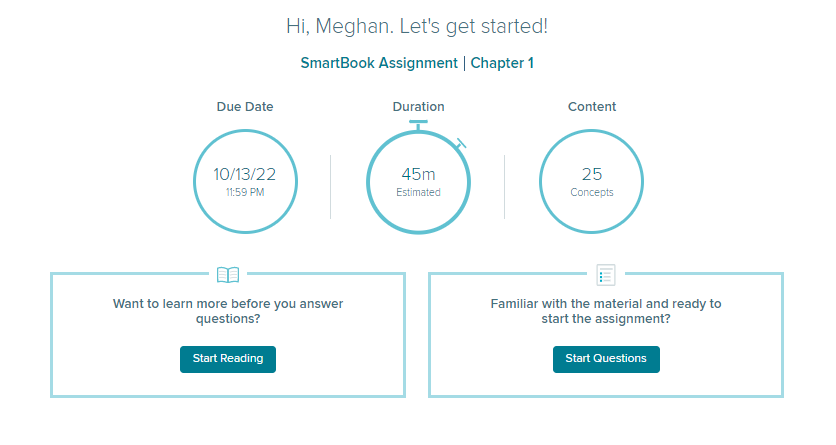 Hi, Meghan. Let's get started!
SmartBook Assignment | Chapter 1
Due Date
10/13/22
11:59 PM
Duration
45m
Estimated
Content
25
Concepts
Want to learn more before you answer
questions?
Start Reading
Familiar with the material and ready to
start the assignment?
Start Questions